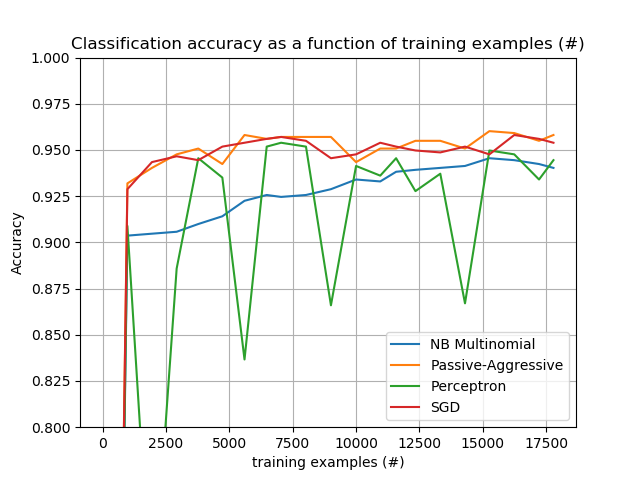 Classification accuracy as a function of training examples (#)
1.000
0.975
0.950
0.925
0.900
0.875
0.850
0.825
0.800
Accuracy
NB Multinomial
Passive-Aggressive
Perceptron
SGD
0 2500 5000 7500 10000 12500 15000 17500
training examples (#)